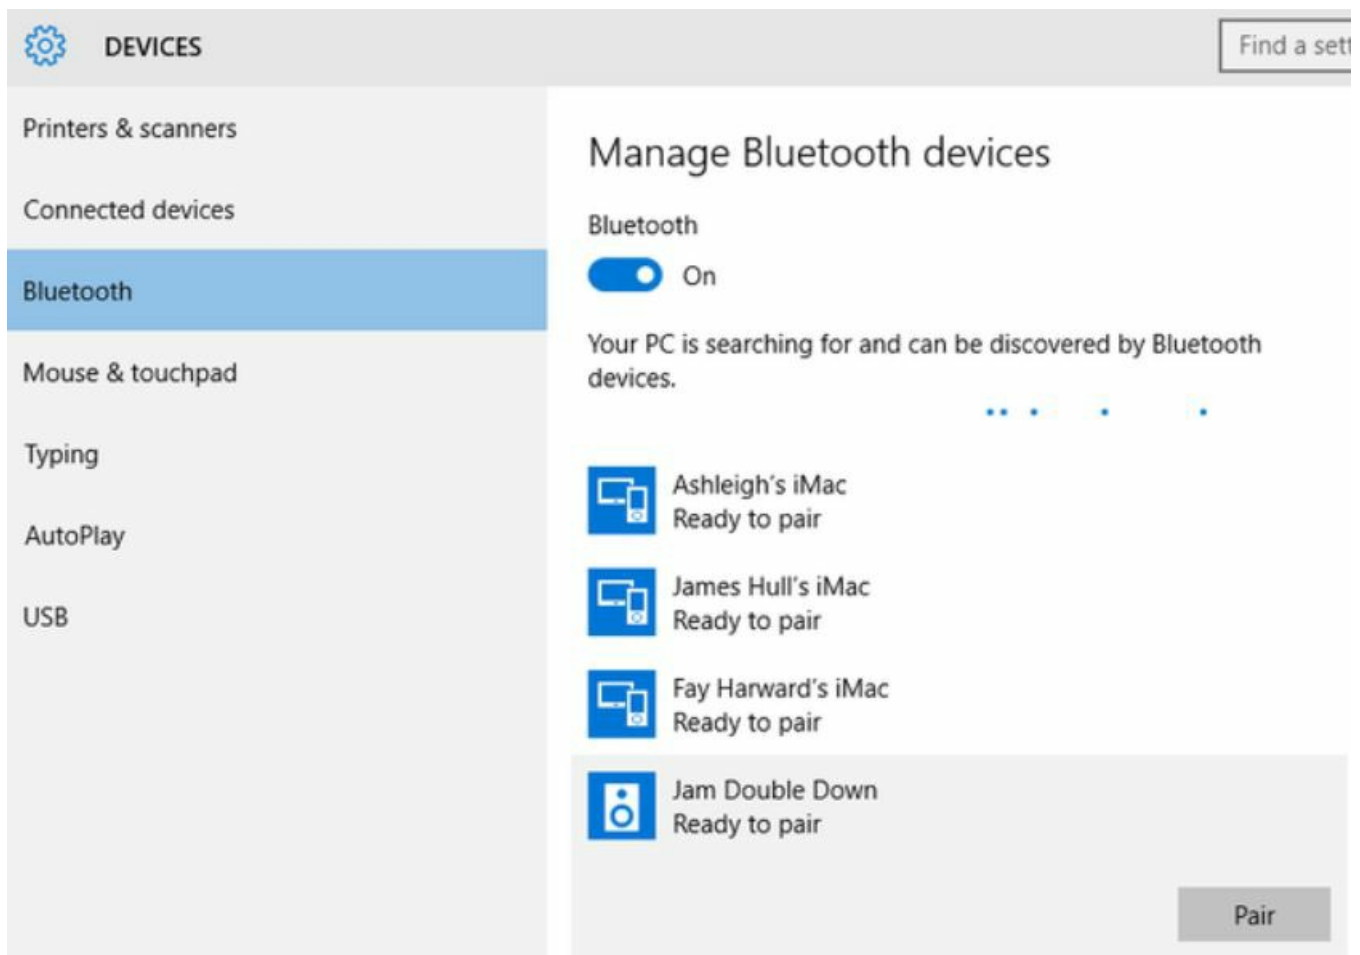 DEVICES
Find a sett
Printers & scanners
Connected devices
Bluetooth
Mouse & touchpad
Typing
AutoPlay
USB
Manage Bluetooth devices
Bluetooth
On
Your PC is searching for and can be discovered by Bluetooth
devices.
Ashleigh's iMac
Ready to pair
James Hull's iMac
Ready to pair
Fay Harward's iMac
Ready to pair
Jam Double Down
Ready to pair
Pair